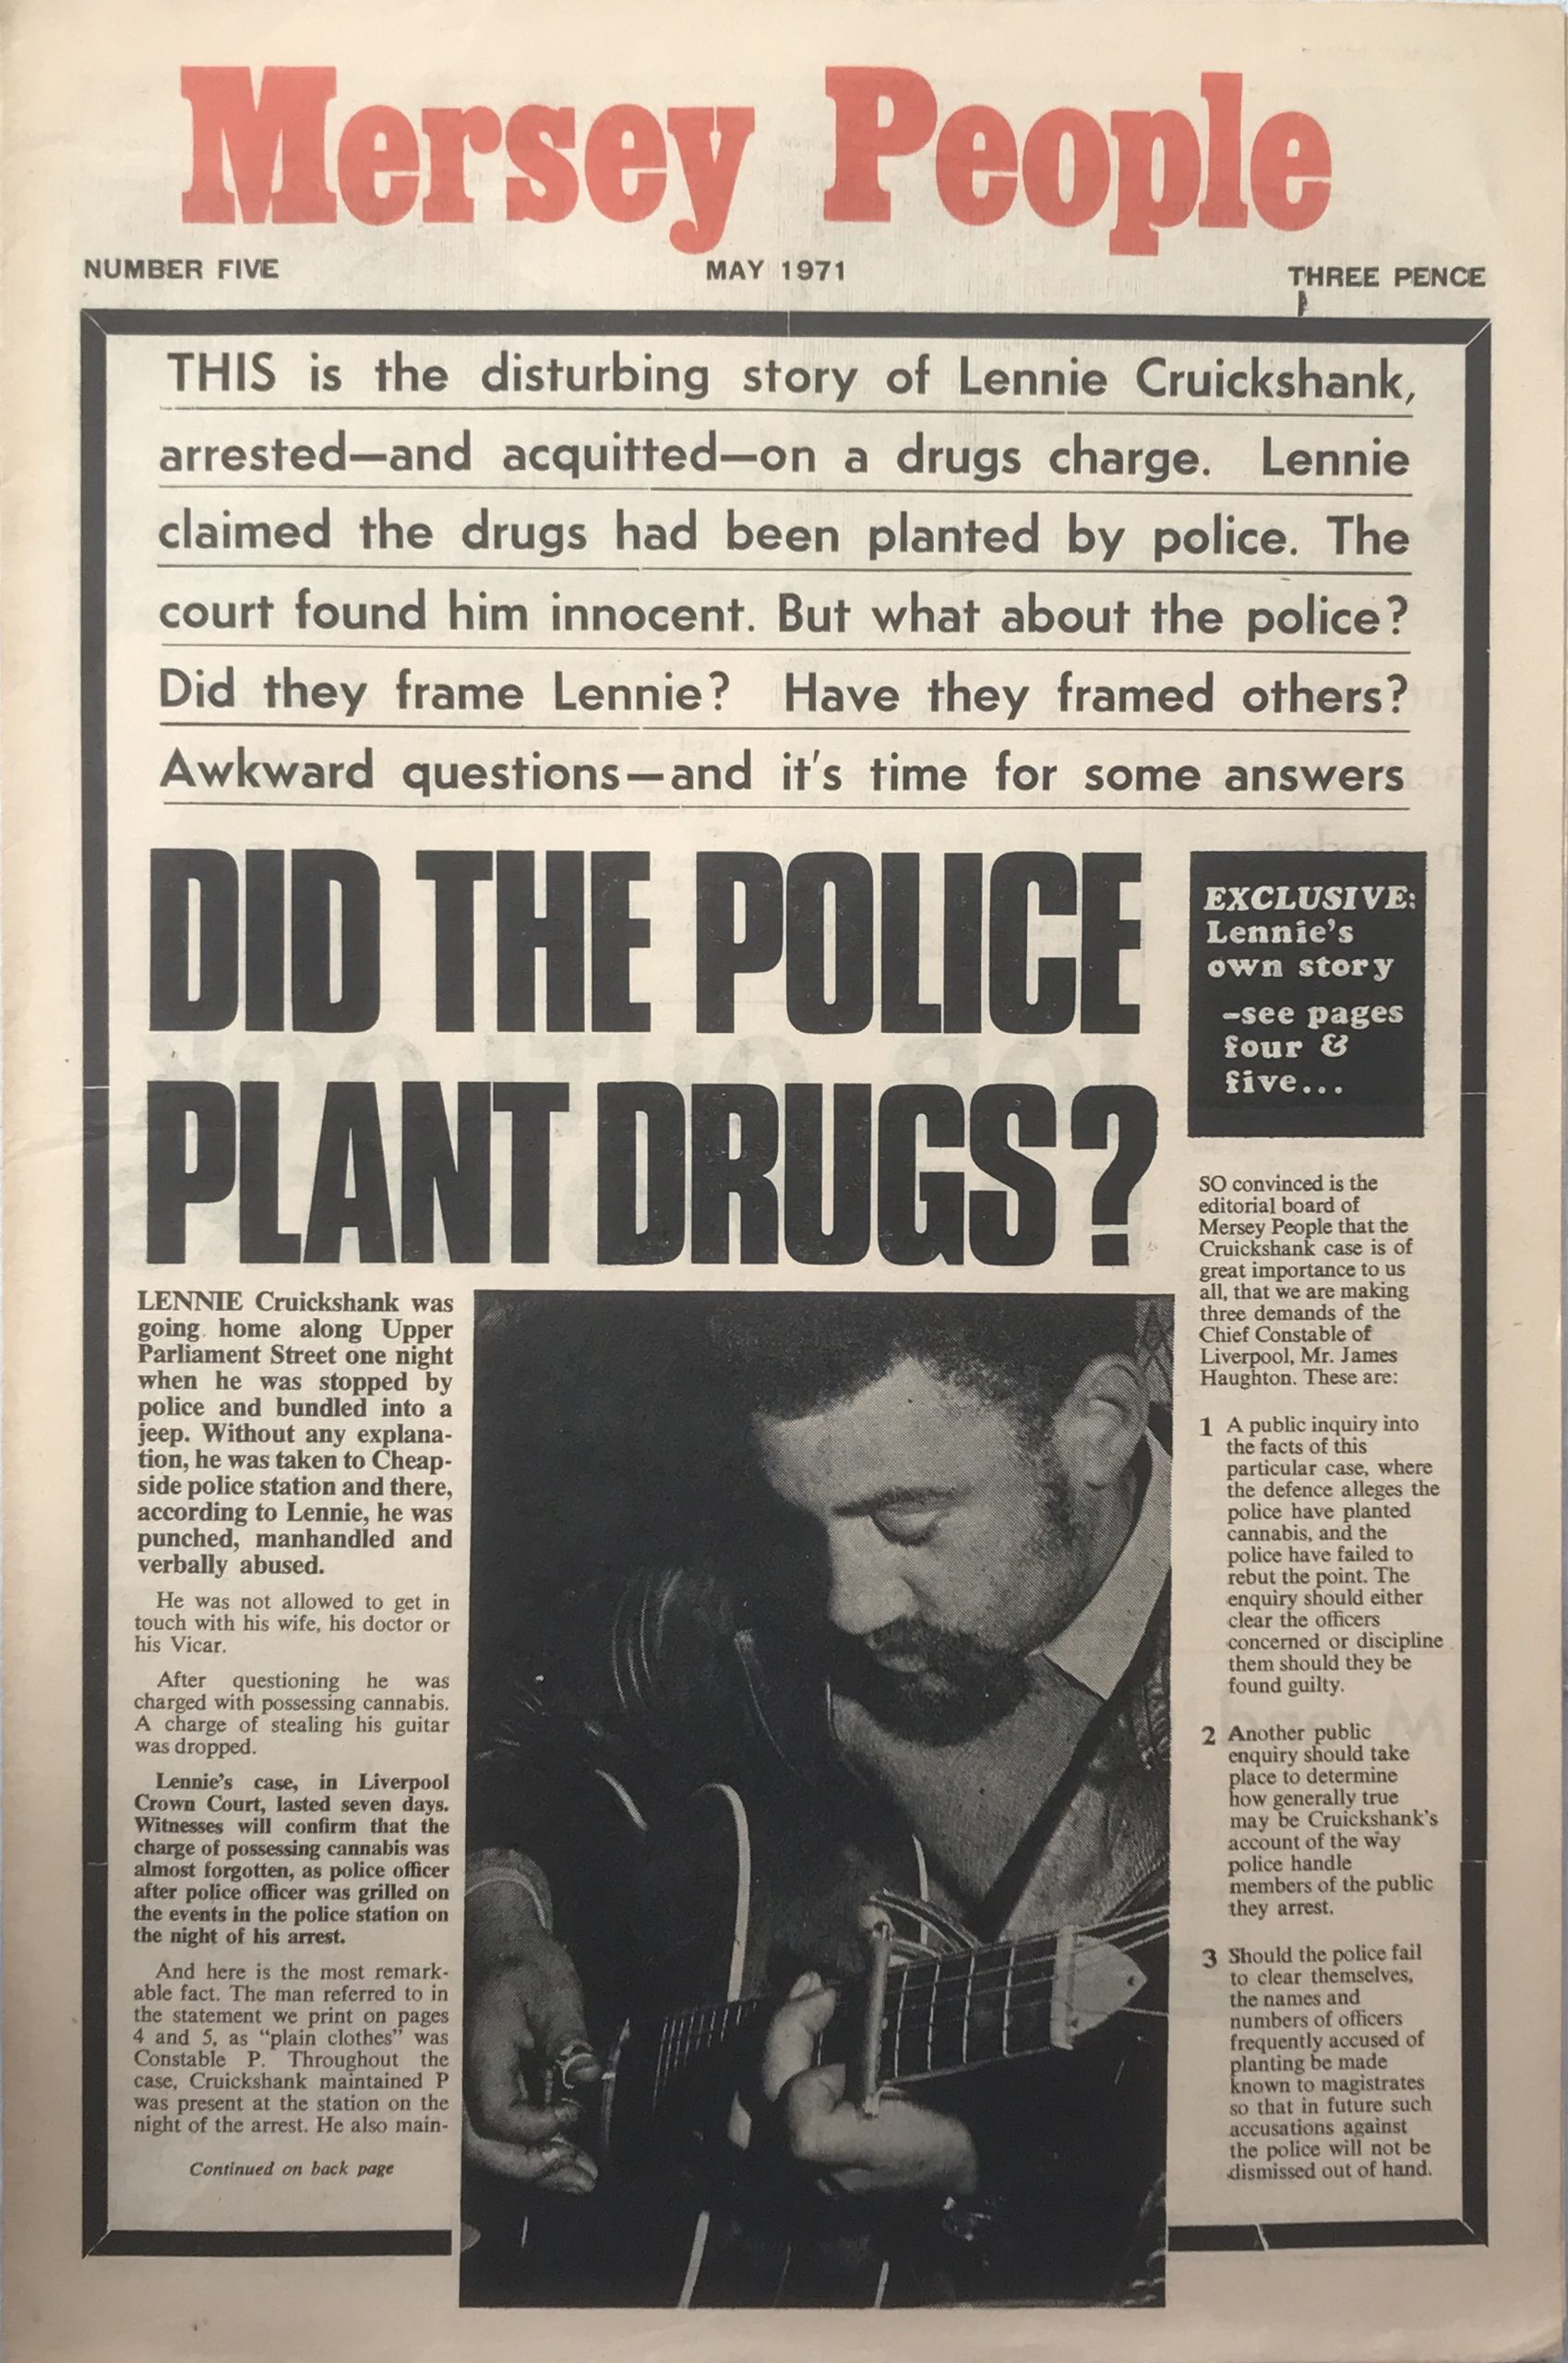 Mersey People
NUMBER FIVE
MAY 1971
THREE PENCE
THIS is the disturbing story of Lennie Cruickshank,
arrested—and acquitted—on a drugs charge. Lennie
claimed the drugs had been planted by police. The
court found him innocent. But what about the police?
Did they frame Lennie? Have they framed others?
Awkward questions—and it's time for some answers
DID THE POLICE
PLANT DRUGS?
EXCLUSIVE:
Lennie's
own story
-see pages
four &
five...
LENNIE Cruickshank was
going home along Upper
Parliament Street one night
when he was stopped by
police and bundled into a
jeep. Without any explana-
tion, he was taken to Cheap-
side police station and there,
according to Lennie, he was
punched, manhandled and
verbally abused.
He was not allowed to get in
touch with his wife, his doctor or
his Vicar.
After questioning he was
charged with possessing cannabis.
A charge of stealing his guitar
was dropped.
Lennie's case, in Liverpool
Crown Court, lasted seven days.
Witnesses will confirm that the
charge of possessing cannabis was
almost forgotten, as police officer
after police officer was grilled on
the events in the police station on
the night of his arrest.
And here is the most remark-
able fact. The man referred to in
the statement we print on pages
4 and 5, as "plain clothes" was
Constable P. Throughout the
case, Cruickshank maintained P
was present at the station on the
night of the arrest. He also main-
Continued on back page
SO convinced is the
editorial board of
Mersey People that the
Cruickshank case is of
great importance to us
all, that we are making
three demands of the
Chief Constable of
Liverpool, Mr. James
Haughton. These are:
1 A public inquiry into
the facts of this
particular case, where
the defence alleges the
police have planted
cannabis, and the
police have failed to
rebut the point. The
enquiry should either
clear the officers
concerned or discipline
them should they be
found guilty.
2 Another public
enquiry should take
place to determine
how generally true
may be Cruickshank's
account of the way
police handle
members of the public
they arrest.
3 Should the police fail
to clear themselves,
the names and
numbers of officers
frequently accused of
planting be made
known to magistrates
so that in future such
accusations against
the police will not be
dismissed out of hand.